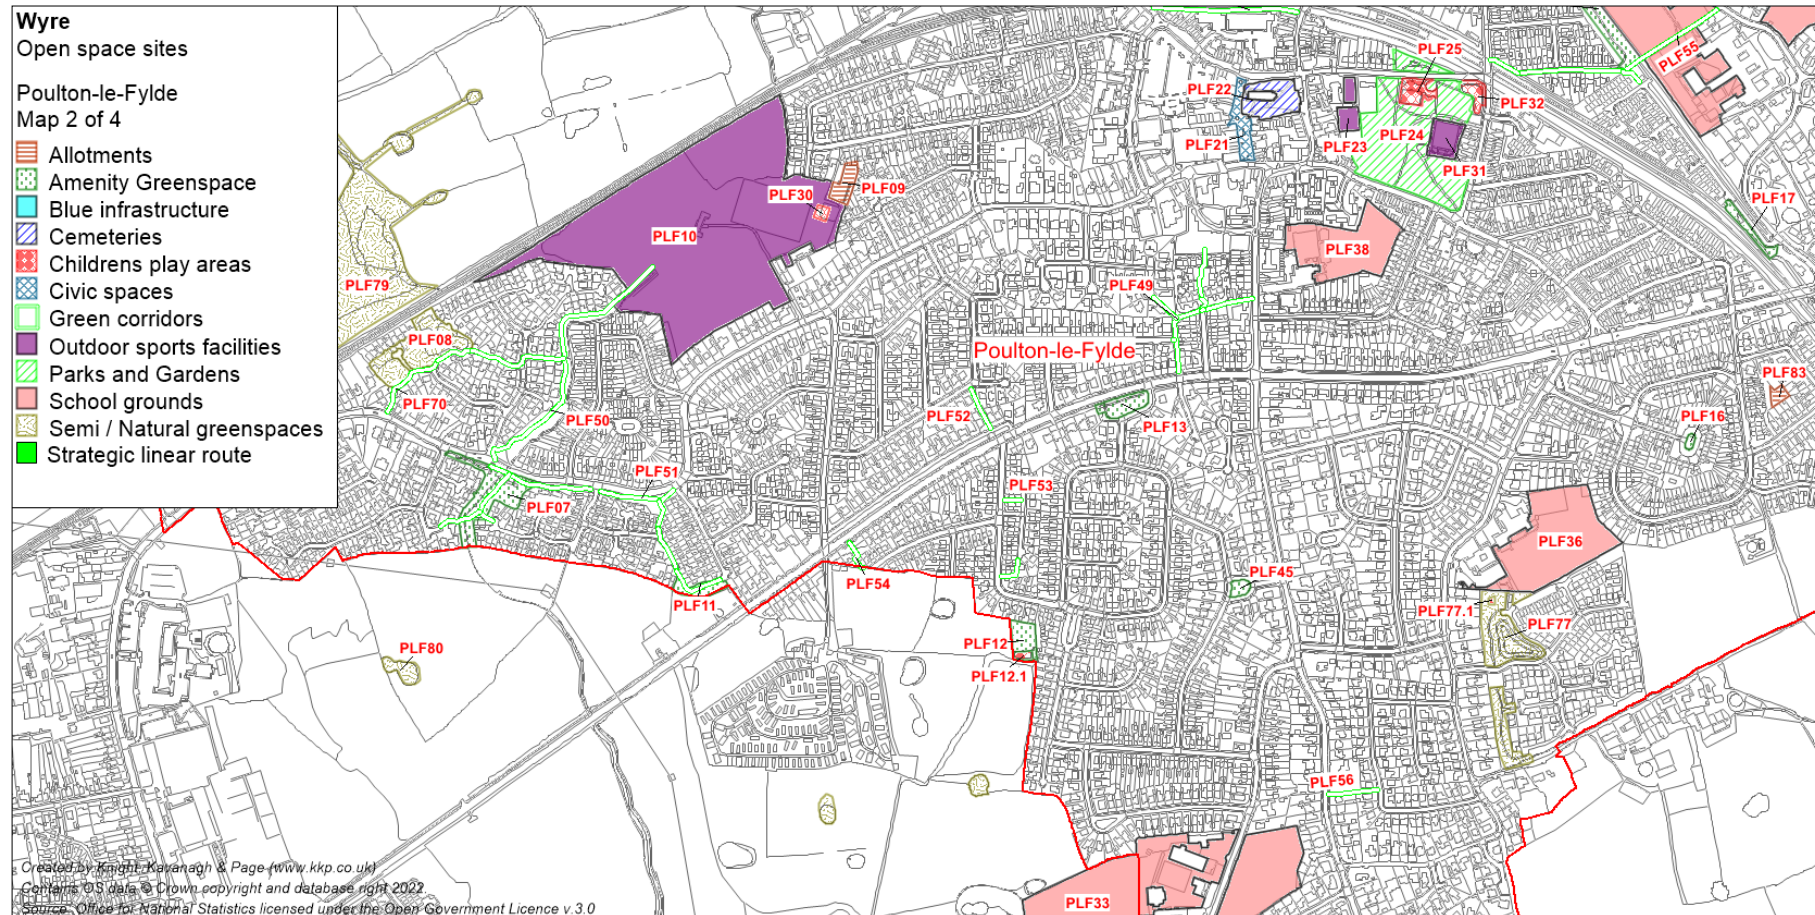 Wyre
Open space sites
Poulton-le-Fylde
Map 2 of 4
Allotments
Amenity Greenspace
Blue infrastructure
Cemeteries
Childrens play areas
Civic spaces
Green corridors
Outdoor sports facilities
Parks and Gardens
School grounds
Semi / Natural greenspaces
Strategic linear route
PLF25
PLF55
PLF22
PLF32
PLF24
PLF21
PLF23
PLF31
PLF09
PLF30
PLF17
PLF10
PLF38
PLF79
PLF49
PLF08
Poulton-le-Fylde
PLF83
PLF70
PLF50
PLF52
PLF13
PLF16
PLF51
PLF53
PLF07
PLF36
PLF54
PLF45
PLF11
PLF77.1
PLF77
PLF12
PLF80
PLF12.1
PLF56
Created by Knight, Kavanagh & Page (www.kkp.co.uk)
Contains OS data © Crown copyright and database right 2022.
Source: Office for National Statistics licensed under the Open Government Licence v.3.0
PLF33